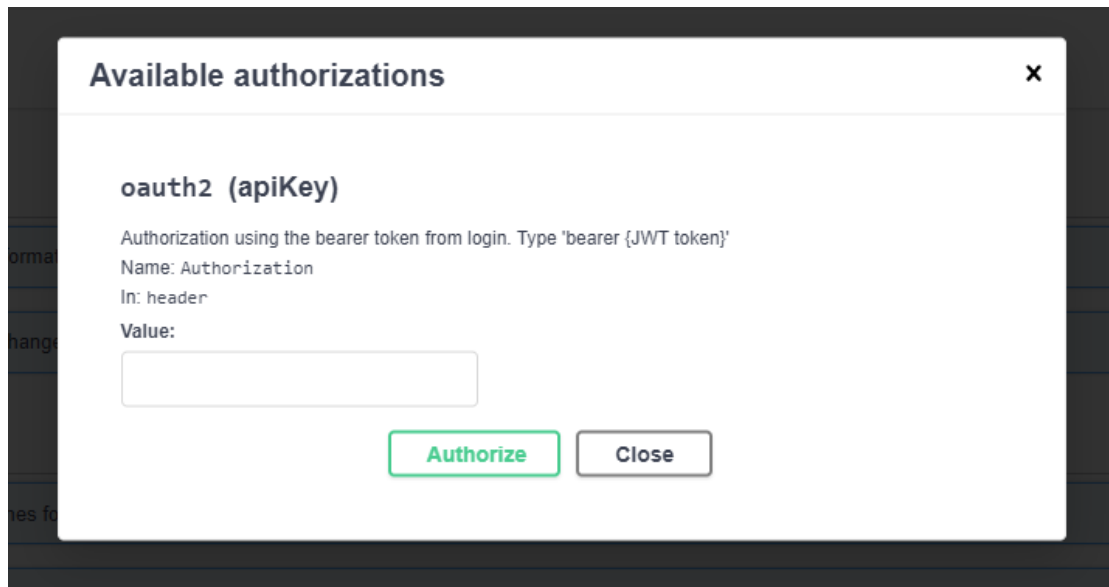 Available authorizations
oauth2 (apiKey)
Authorization using the bearer token from login. Type 'bearer {JWT token}'
Name: Authorization
In: header
Value:
Authorize
Close